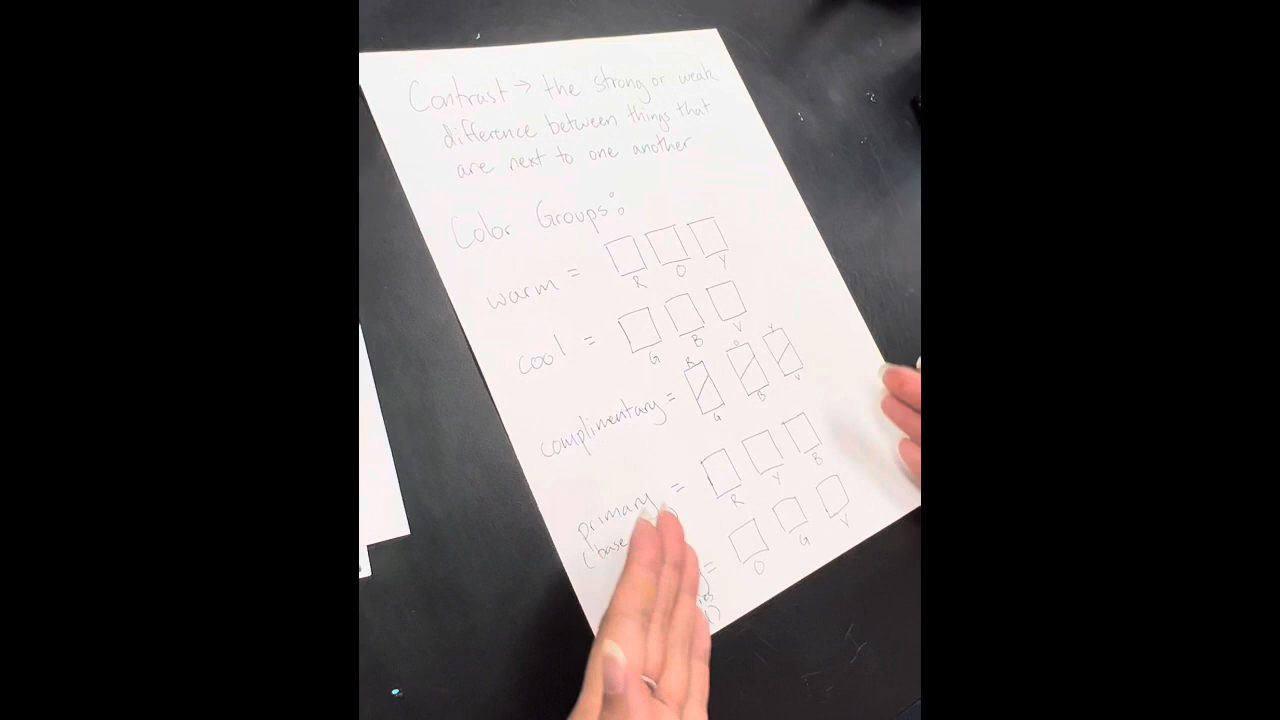 Contrast → the strong or weak
difference between things that
are next to one another
Color Groups:
warm =
R O Y
cool =
G B V
complimentary =
R O Y
G B V
primary =
R Y B
(base
=
O G V